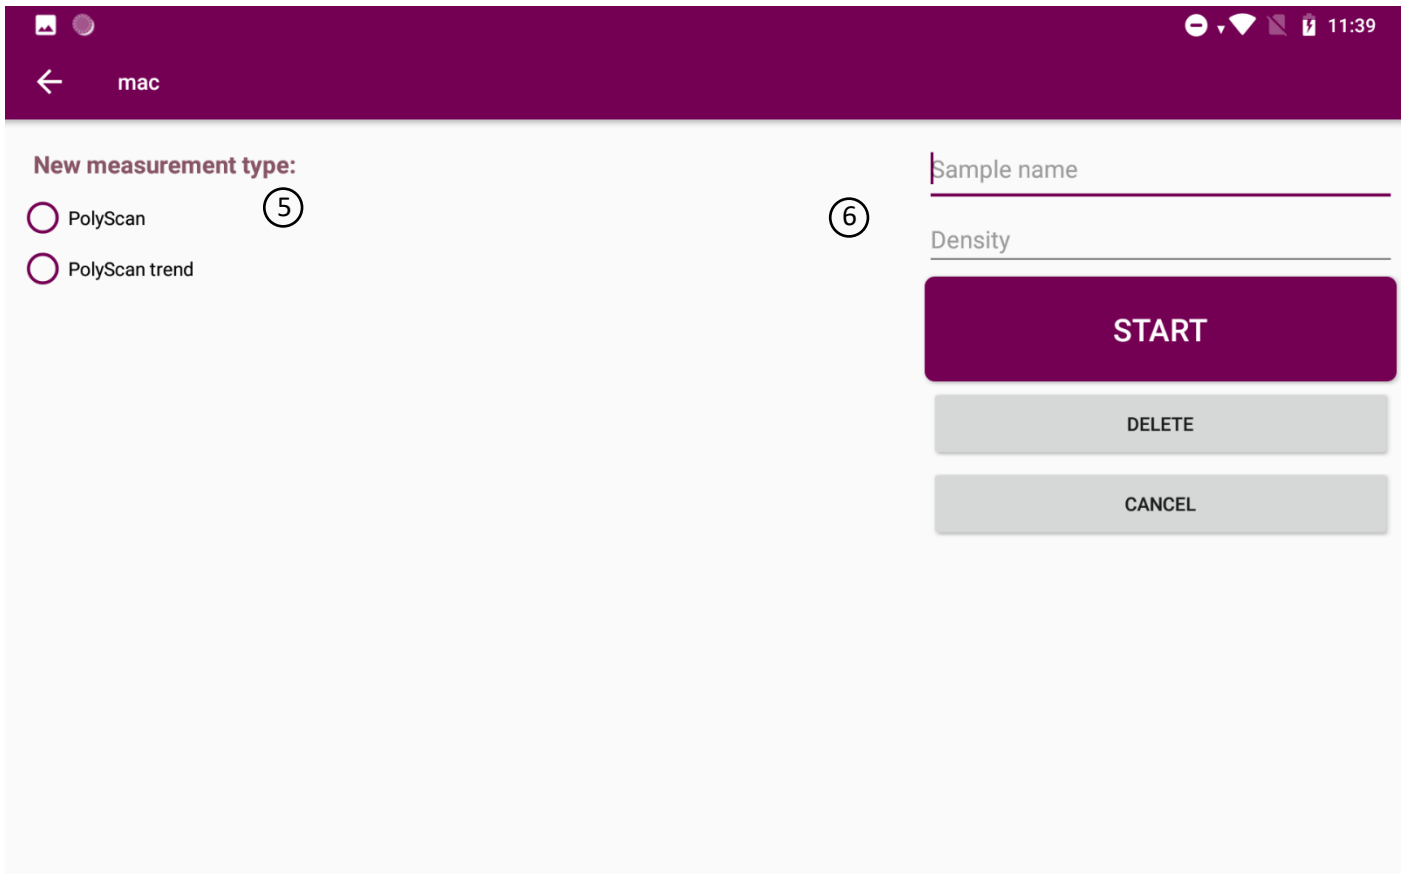 11:39
mac
New measurement type:
PolyScan
5
PolyScan trend
6
Sample name
Density
START
DELETE
CANCEL